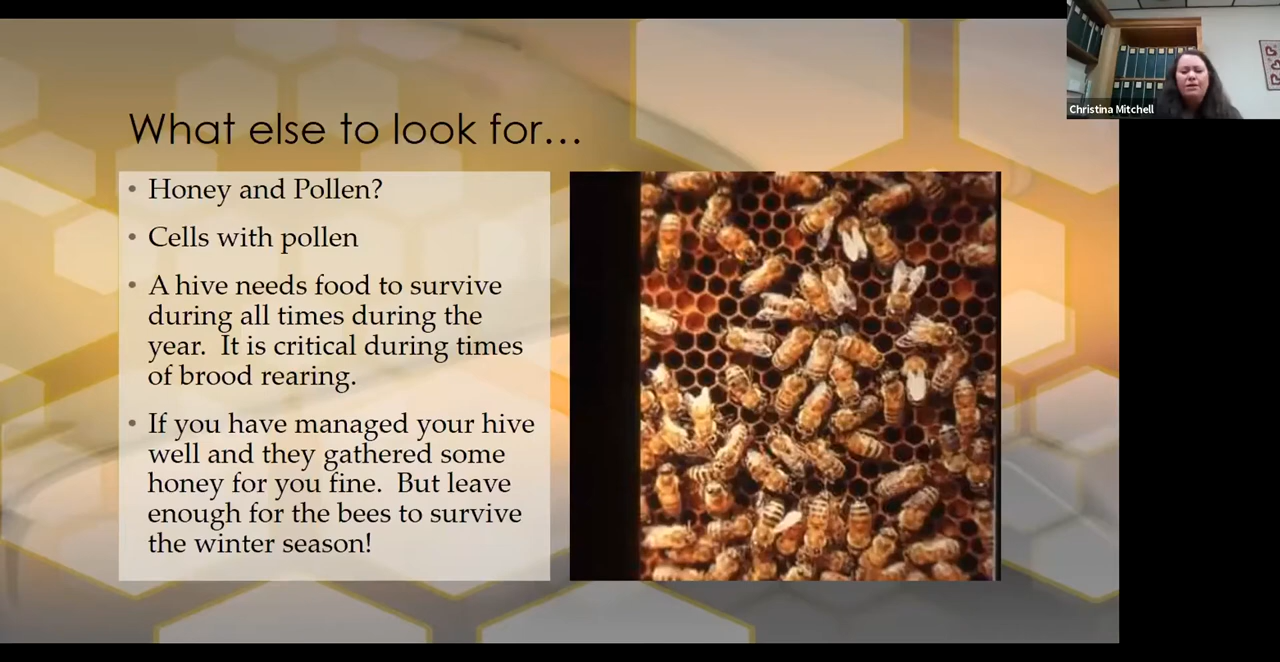 What else to look for...
• Honey and Pollen?
• Cells with pollen
• A hive needs food to survive
during all times during the
year.  It is critical during times
of brood rearing.
• If you have managed your hive
well and they gathered some
honey for you fine.  But leave
enough for the bees to survive
the winter season!
Christina Mitchell